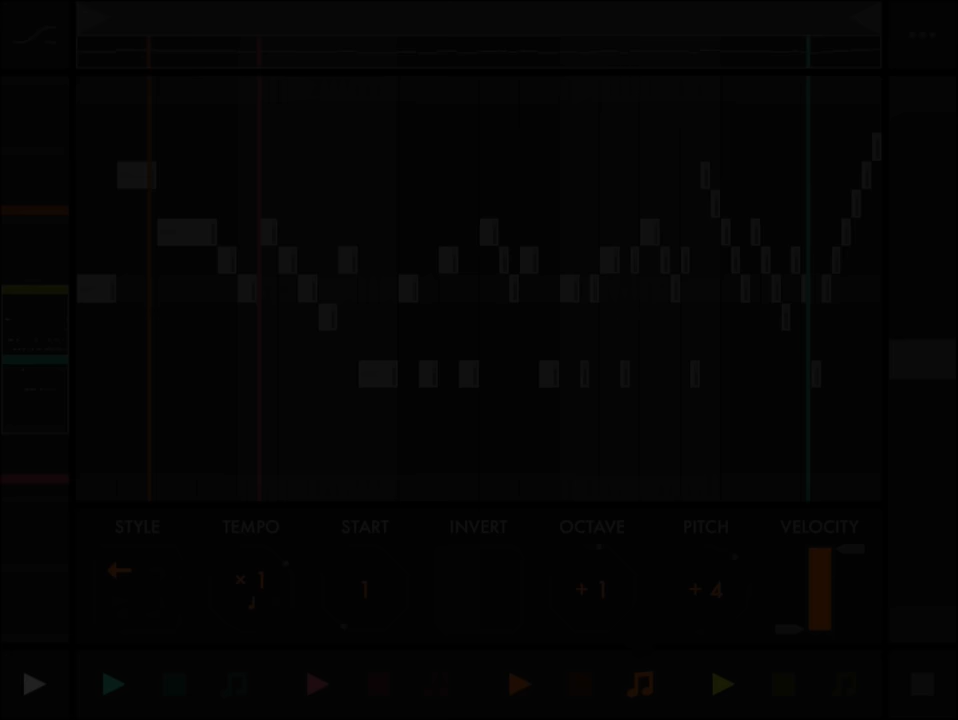 STYLE TEMPO START INVERT OCTAVE PITCH VELOCITY
× 1 1 + 1 + 4